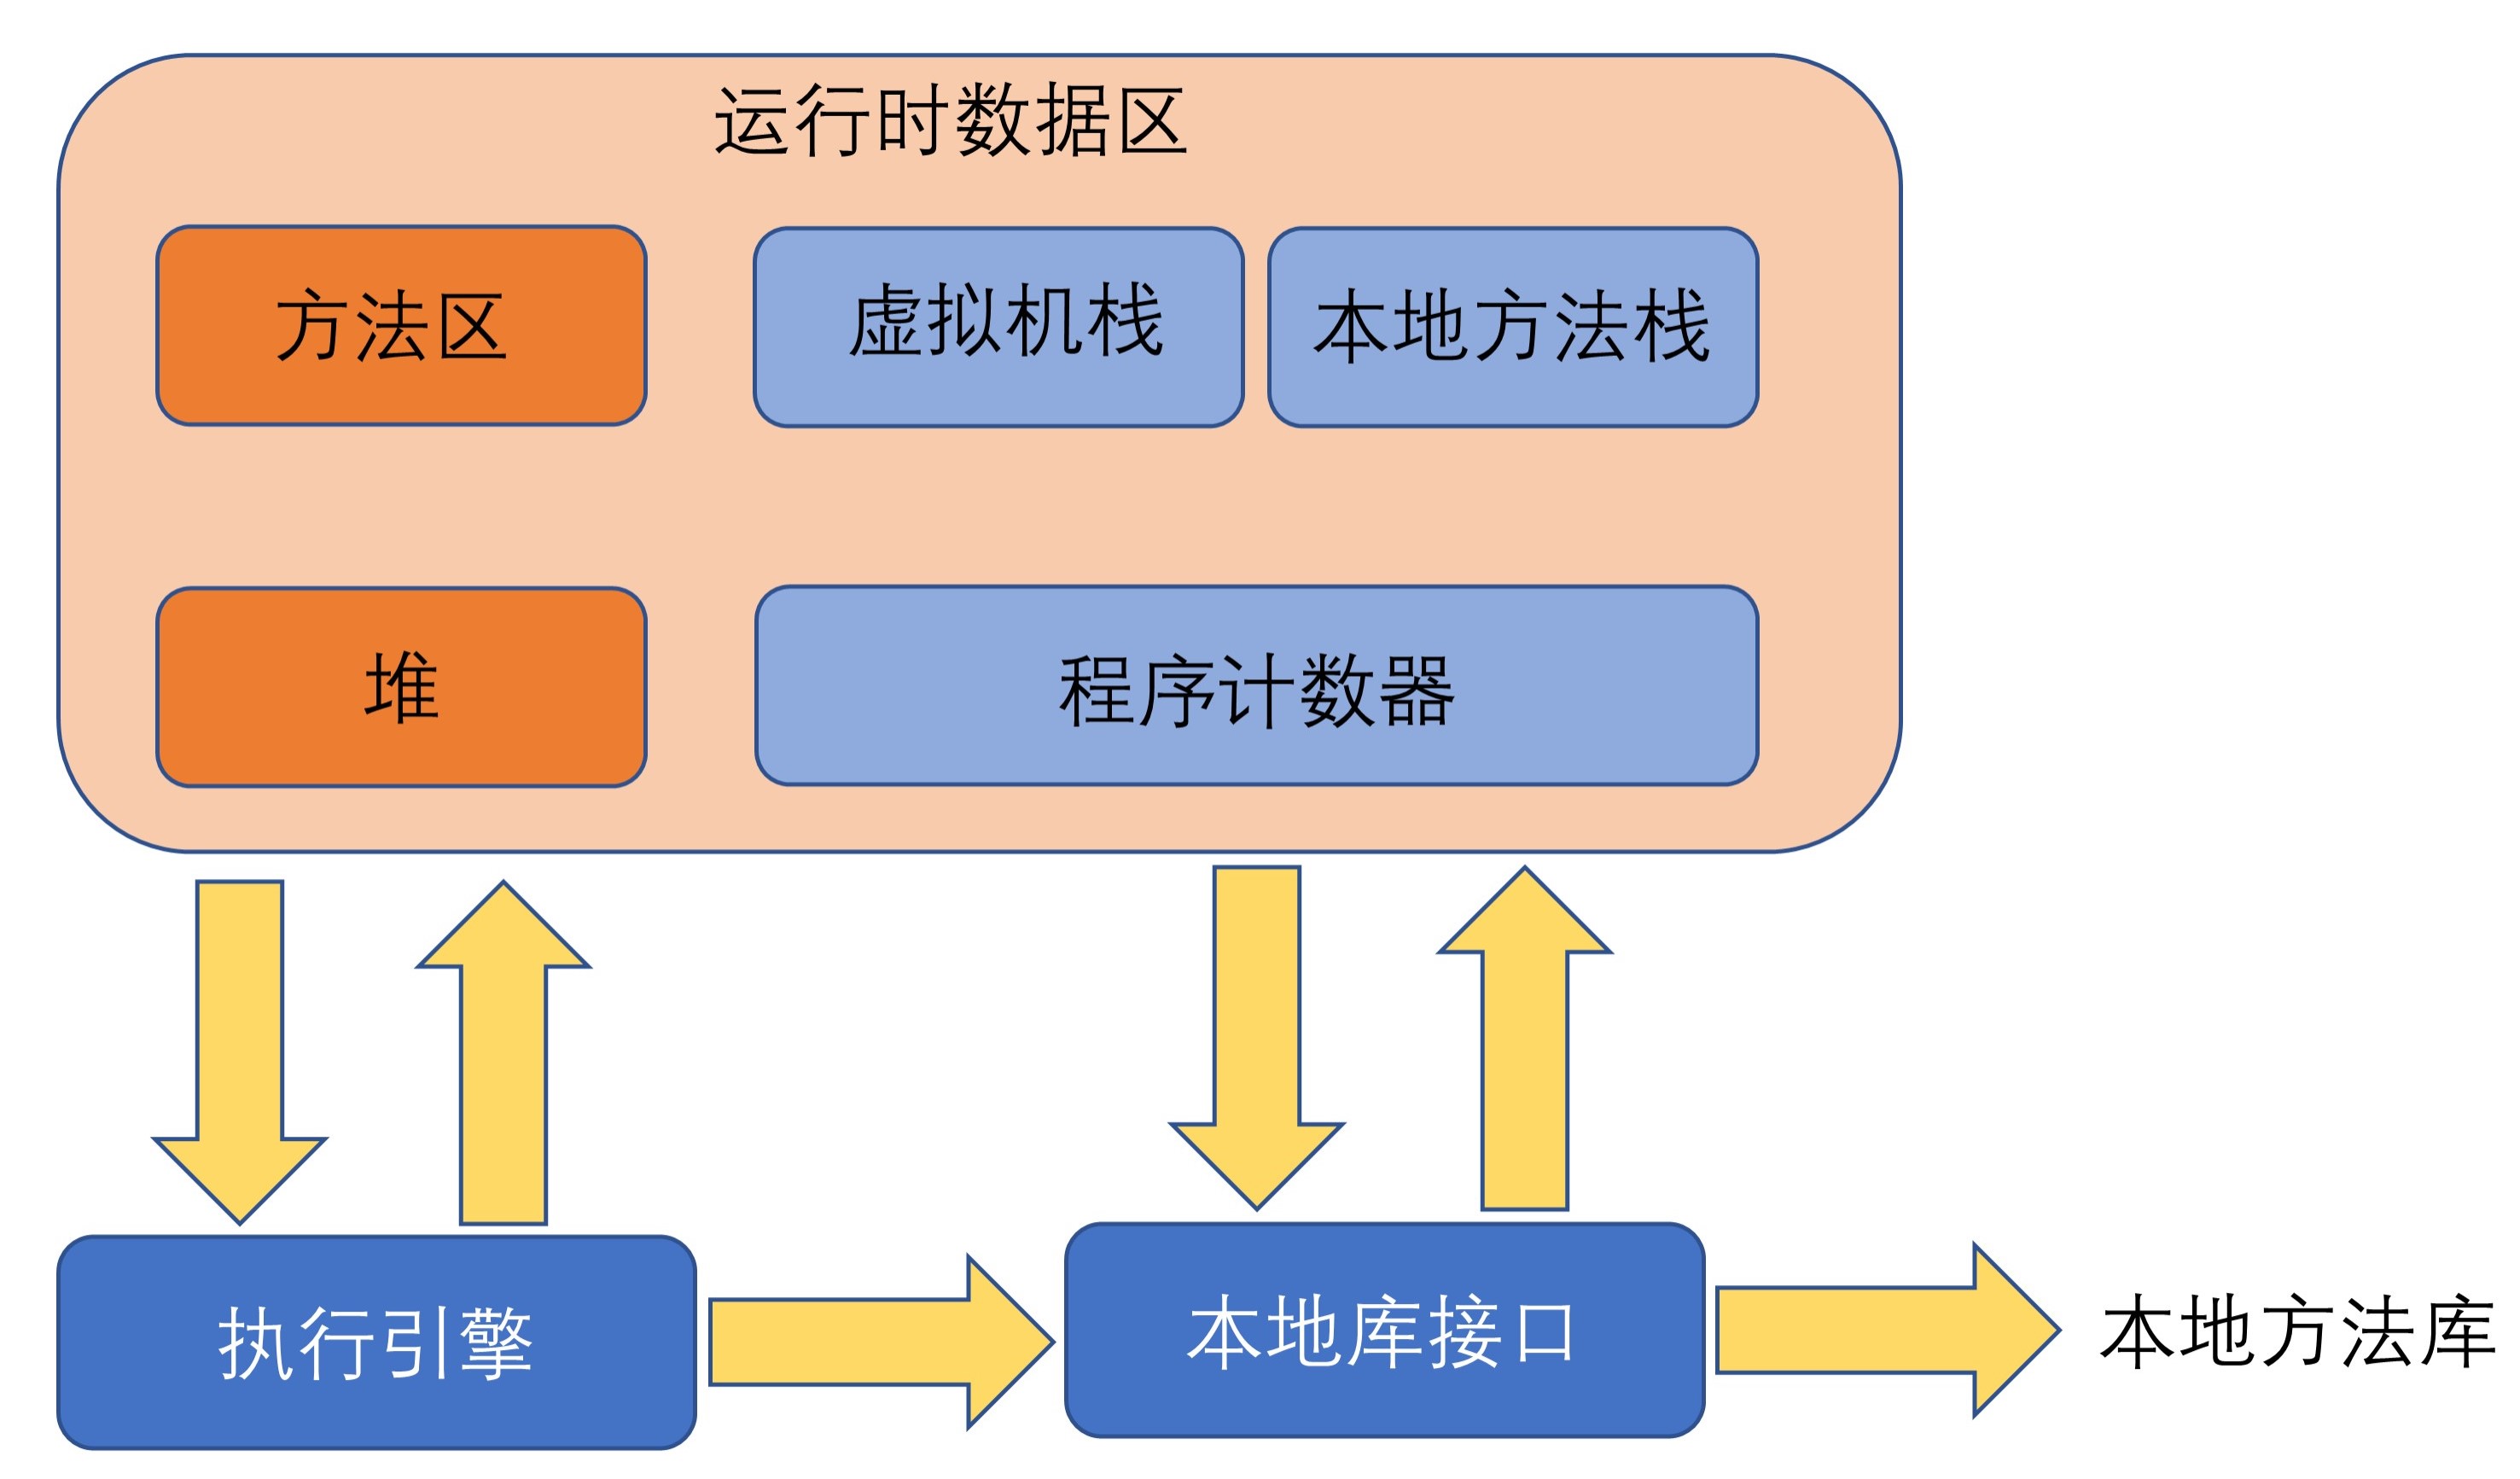 运行时数据区
方法区
虚拟机栈
本地方法栈
堆
程序计数器
执行引擎
本地库接口
本地方法库